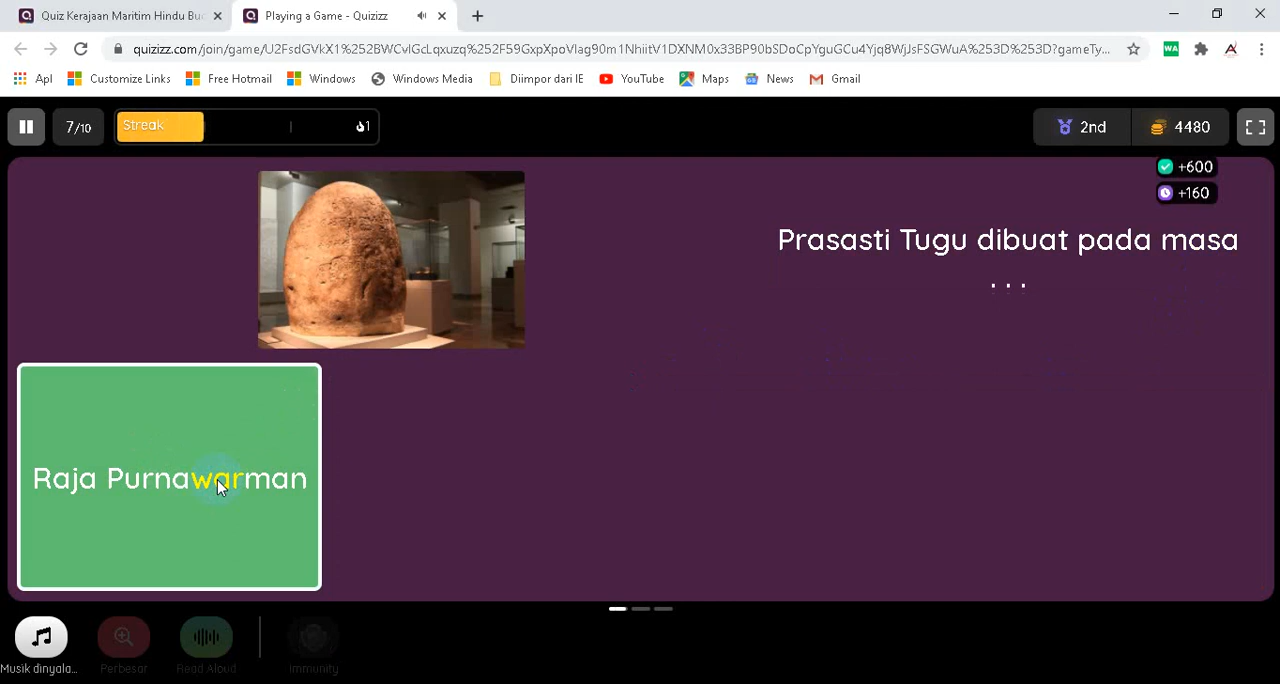 Quiz Kerajaan Maritim Hindu Bu
Playing a Game - Quizizz
quizizz.com/join/game/U2FsdGVkX1%252BWCvlGcLqxuzq%252F59GxpXpoVlag90m1NhiitV1DXNM0x33BP90bSDoCpYguGCu4Yjq8WjJsFSGWuA%253D%253D?gameTy...
Apl Customize Links Free Hotmail Windows Windows Media Diimpor dari IE YouTube Maps News Gmail
7/10 Streak 1 2nd 4480
+600
+160
Prasasti Tugu dibuat pada masa
. . .
Raja Purnawarman
Musik dinyala... Perbesar Read Aloud Immunity